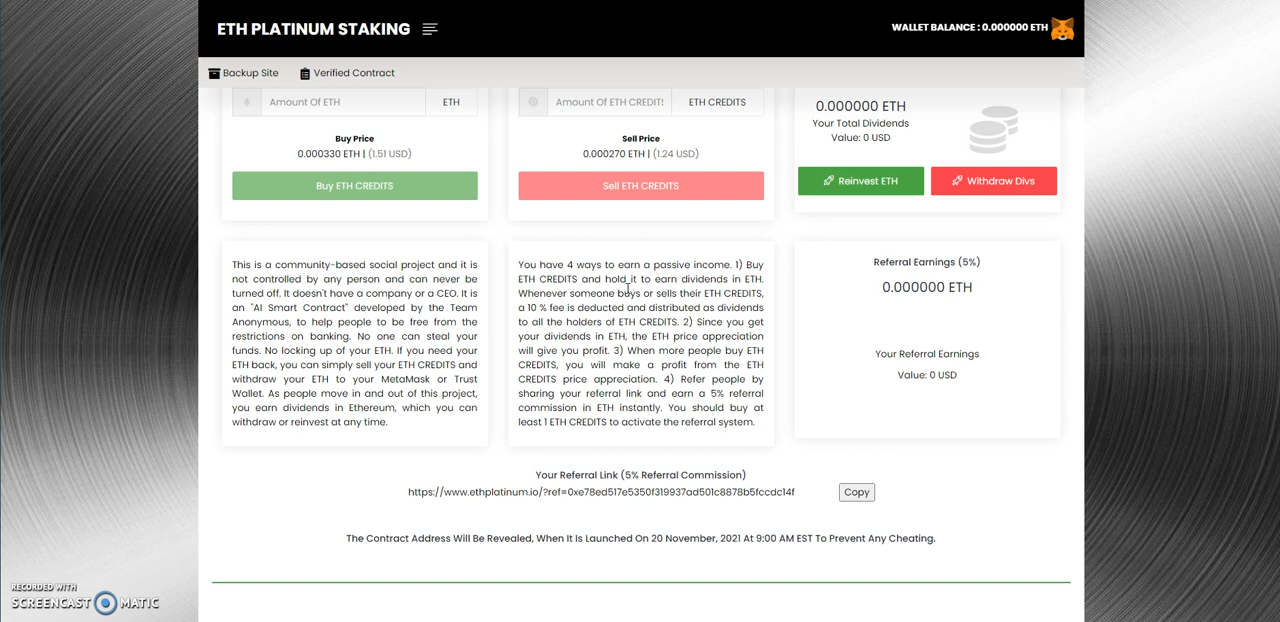 ETH PLATINUM STAKING
WALLET BALANCE : 0.000000 ETH
Backup Site
Verified Contract
Amount Of ETH
ETH
Amount Of ETH CREDITS
ETH CREDITS
0.000000 ETH
Your Total Dividends
Value: 0 USD
Buy Price
0.000330 ETH | (1.51 USD)
Sell Price
0.000270 ETH | (1.24 USD)
Buy ETH CREDITS
Sell ETH CREDITS
Reinvest ETH
Withdraw Divs
This is a community-based social project and it is
not controlled by any person and can never be
turned off. It doesn't have a company or a CEO. It is
an "AI Smart Contract" developed by the Team
Anonymous, to help people to be free from the
restrictions on banking. No one can steal your
funds. No locking up of your ETH. If you need your
ETH back, you can simply sell your ETH CREDITS and
withdraw your ETH to your MetaMask or Trust
Wallet. As people move in and out of this project,
you earn dividends in Ethereum, which you can
withdraw or reinvest at any time.
You have 4 ways to earn a passive income. 1) Buy
ETH CREDITS and hold it to earn dividends in ETH.
Whenever someone buys or sells their ETH CREDITS,
a 10 % fee is deducted and distributed as dividends
to all the holders of ETH CREDITS. 2) Since you get
your dividends in ETH, the ETH price appreciation
will give you profit. 3) When more people buy ETH
CREDITS, you will make a profit from the ETH
CREDITS price appreciation. 4) Refer people by
sharing your referral link and earn a 5% referral
commission in ETH instantly. You should buy at
least 1 ETH CREDITS to activate the referral system.
Referral Earnings (5%)
0.000000 ETH
Your Referral Earnings
Value: 0 USD
Your Referral Link (5% Referral Commission)
https://www.ethplatinum.io/?ref=0xe78ed517e5350f319937ad501c8878b5fccdc14f
Copy
The Contract Address Will Be Revealed, When It Is Launched On 20 November, 2021 At 9:00 AM EST To Prevent Any Cheating.
RECORDED WITH
SCREENCAST MATIC